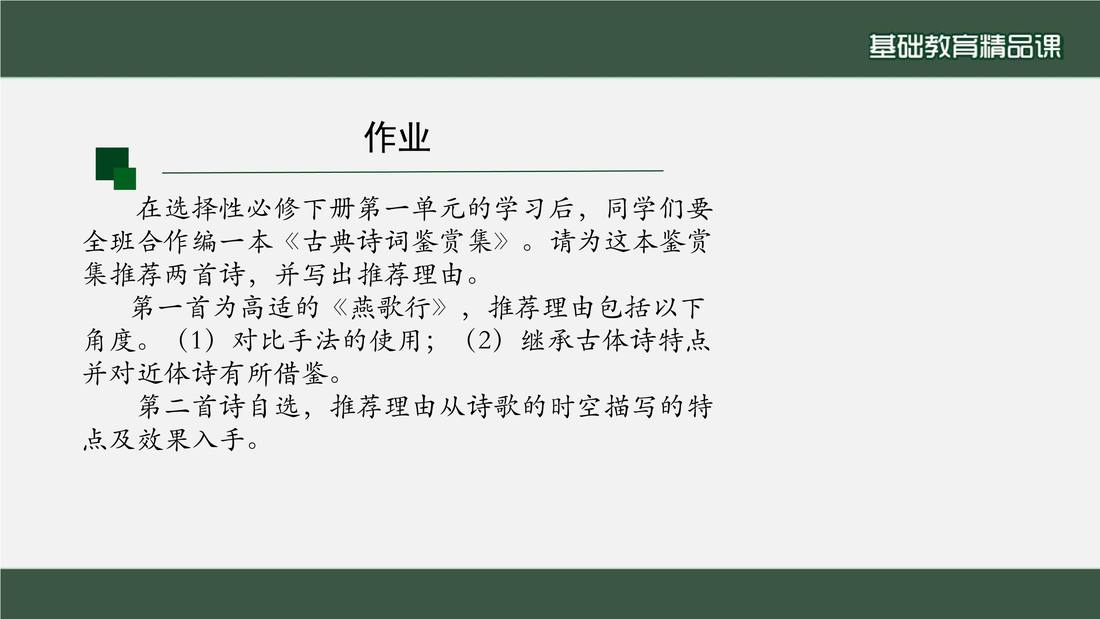 基础教育精品课
作业
在选择性必修下册第一单元的学习后，同学们要
全班合作编一本《古典诗词鉴赏集》。请为这本鉴赏
集推荐两首诗，并写出推荐理由。
第一首为高适的《燕歌行》，推荐理由包括以下
角度。（1）对比手法的使用；（2）继承古体诗特点
并对近体诗有所借鉴。
第二首诗自选，推荐理由从诗歌的时空描写的特
点及效果入手。